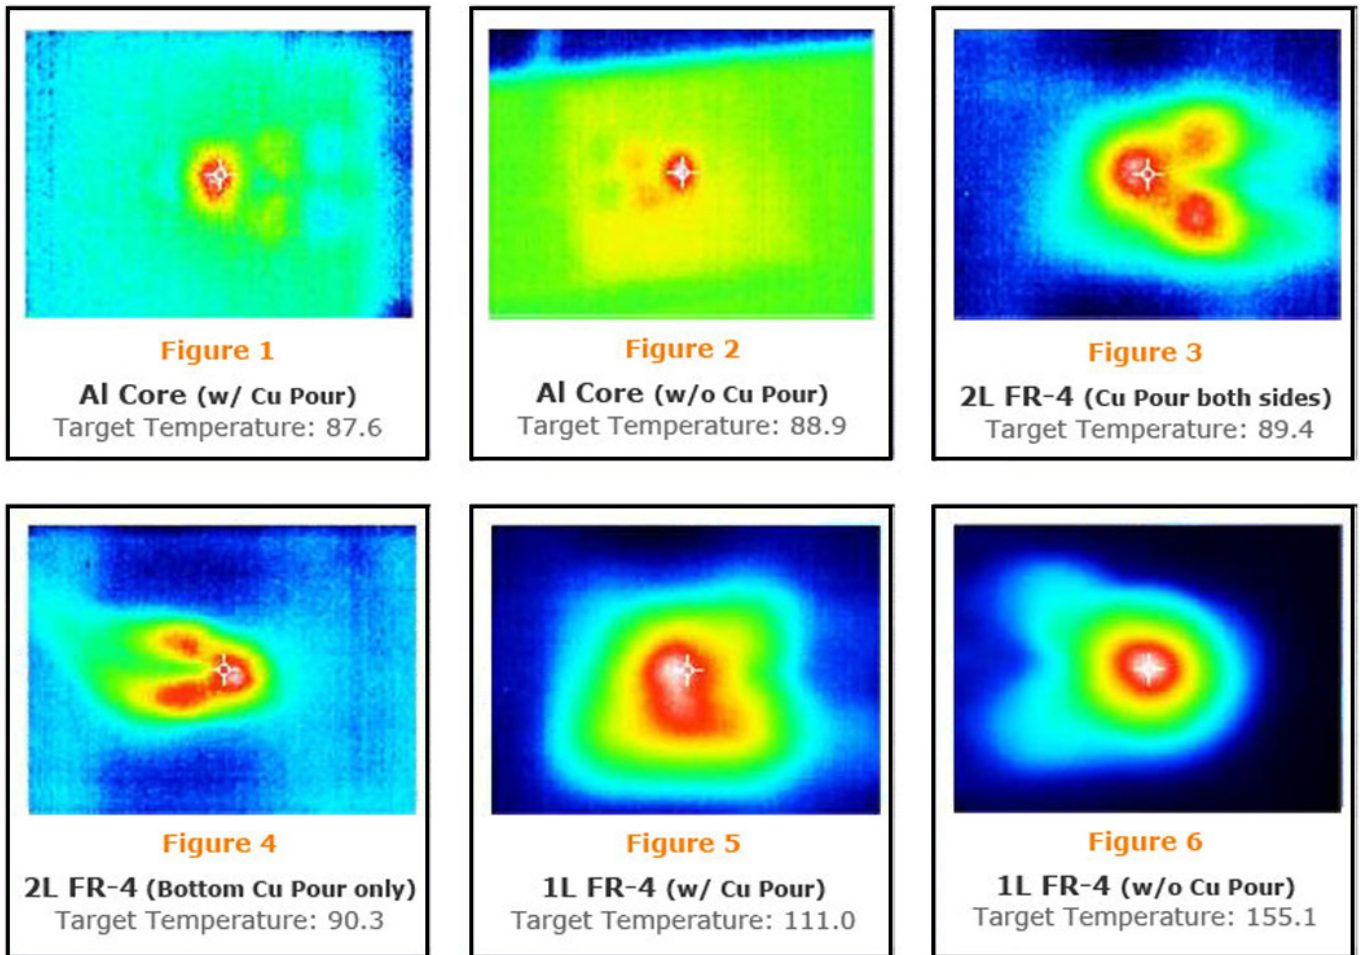 Figure 1
Al Core (w/ Cu Pour)
Target Temperature: 87.6
Figure 2
Al Core (w/o Cu Pour)
Target Temperature: 88.9
Figure 3
2L FR-4 (Cu Pour both sides)
Target Temperature: 89.4
Figure 4
2L FR-4 (Bottom Cu Pour only)
Target Temperature: 90.3
Figure 5
1L FR-4 (w/ Cu Pour)
Target Temperature: 111.0
Figure 6
1L FR-4 (w/o Cu Pour)
Target Temperature: 155.1